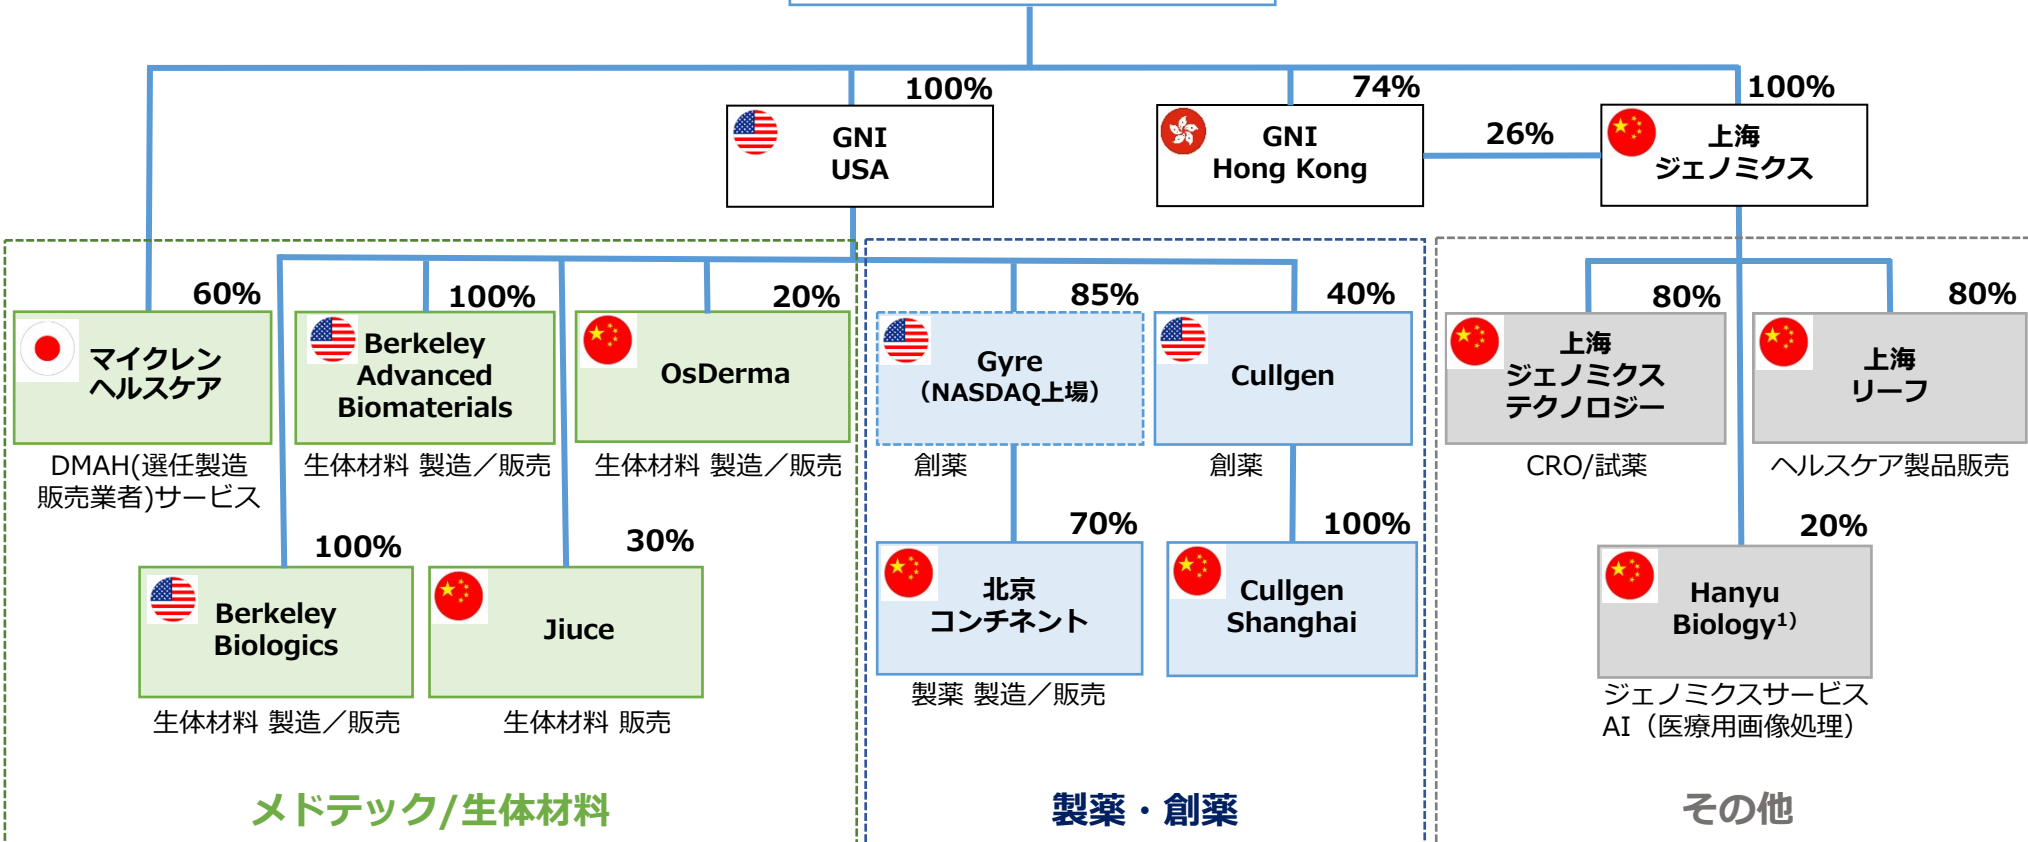 100%
74%
100%
GNI
USA
GNI
Hong Kong
26%
上海
ジェノミクス
60%
100%
20%
85%
40%
80%
80%
マイクレン
ヘルスケア
Berkeley
Advanced
Biomaterials
OsDerma
Gyre
（NASDAQ上場）
Cullgen
上海
ジェノミクス
テクノロジー
上海
リーフ
DMAH(選任製造
販売業者)サービス
生体材料 製造／販売
生体材料 製造／販売
創薬
創薬
CRO/試薬
ヘルスケア製品販売
100%
30%
70%
100%
20%
Berkeley
Biologics
Jiuce
北京
コンチネント
Cullgen
Shanghai
Hanyu
Biology¹⁾
生体材料 製造／販売
生体材料 販売
製薬 製造／販売
ジェノミクスサービス
AI（医療用画像処理）
メドテック/生体材料
製薬・創薬
その他